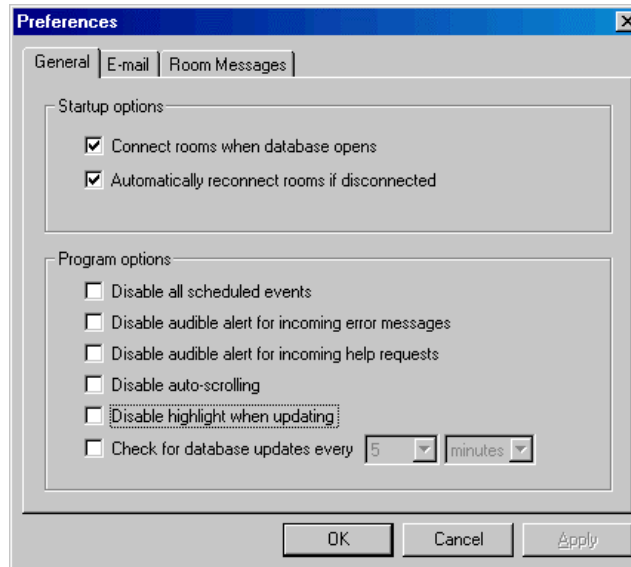 Preferences
General E-mail Room Messages
Startup options
Connect rooms when database opens
Automatically reconnect rooms if disconnected
Program options
Disable all scheduled events
Disable audible alert for incoming error messages
Disable audible alert for incoming help requests
Disable auto-scrolling
Disable highlight when updating
Check for database updates every 5 minutes
OK Cancel Apply